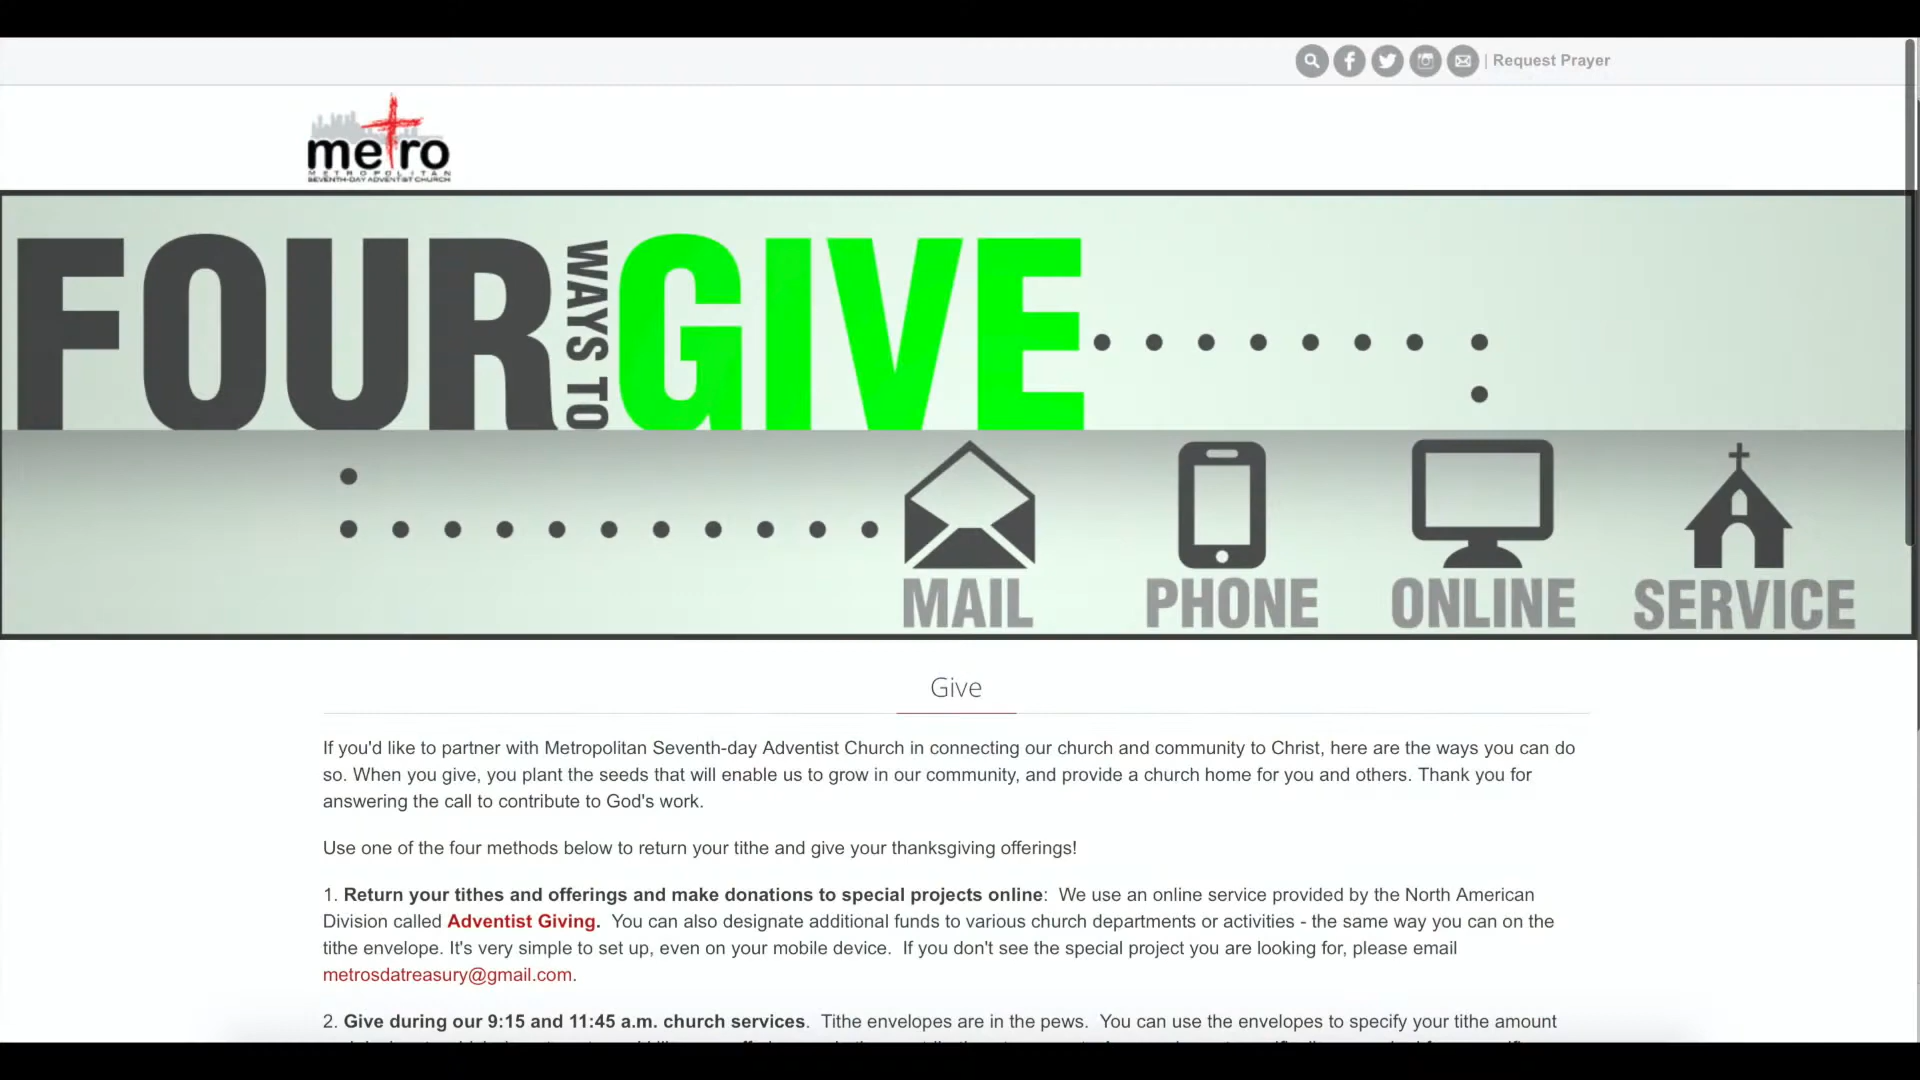 | Request Prayer
metro
METROPOLITAN
SEVENTH-DAY ADVENTIST CHURCH
FOUR WAYS TO GIVE
MAIL PHONE ONLINE SERVICE
Give
If you'd like to partner with Metropolitan Seventh-day Adventist Church in connecting our church and community to Christ, here are the ways you can do
so. When you give, you plant the seeds that will enable us to grow in our community, and provide a church home for you and others. Thank you for
answering the call to contribute to God's work.
Use one of the four methods below to return your tithe and give your thanksgiving offerings!
1. Return your tithes and offerings and make donations to special projects online: We use an online service provided by the North American
Division called Adventist Giving. You can also designate additional funds to various church departments or activities - the same way you can on the
tithe envelope. It's very simple to set up, even on your mobile device. If you don't see the special project you are looking for, please email
metrosdatreasury@gmail.com.
2. Give during our 9:15 and 11:45 a.m. church services. Tithe envelopes are in the pews. You can use the envelopes to specify your tithe amount